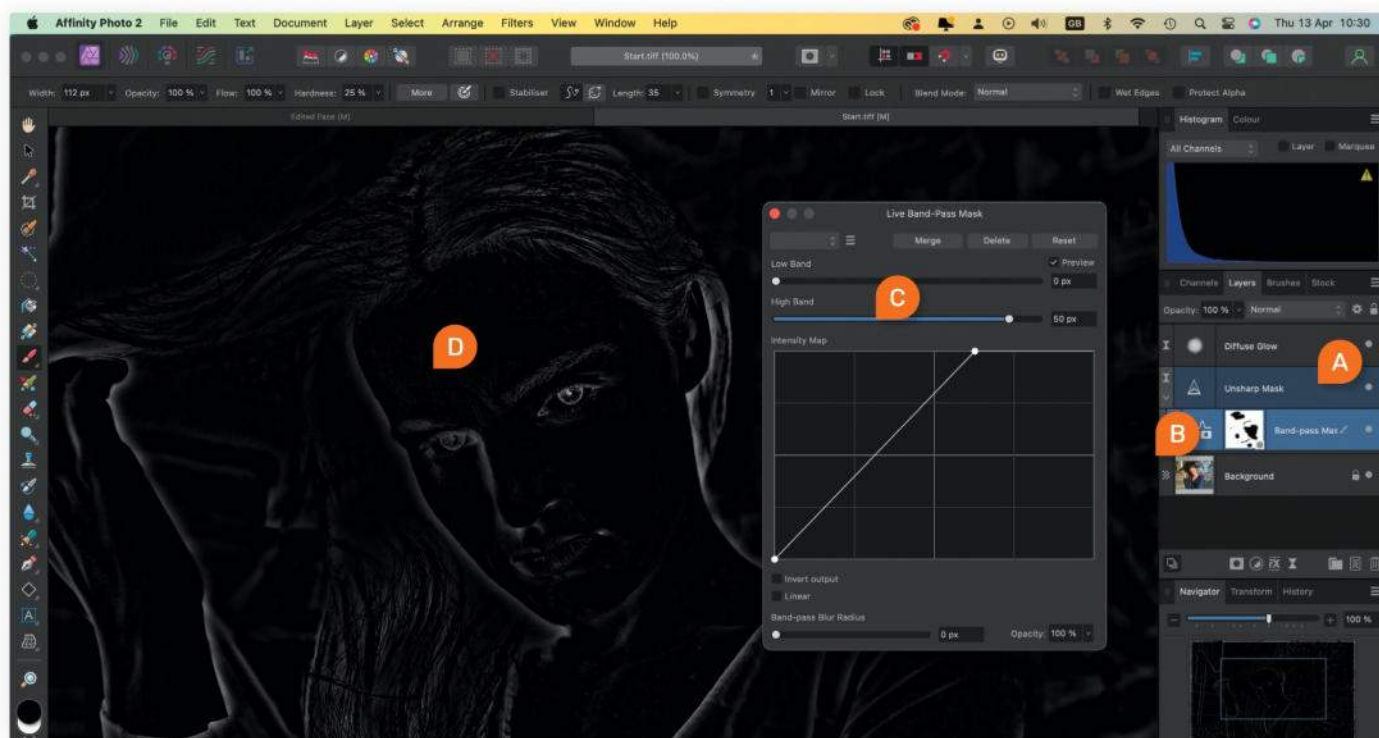 Affinity Photo 2 File Edit Text Document Layer Select Arrange Filters View Window Help GB Thu 13 Apr 10:30
Start.tiff (100.0%)
Width: 112 px Opacity: 100 % Flow: 100 % Hardness: 25 % More Stabiliser Length: 35 Symmetry 1 Mirror Lock Blend Mode: Normal Wet Edges Protect Alpha
Edited Face [M] Start.tiff [M]
Histogram Colour
All Channels Layer Marquee
Live Band-Pass Mask
Merge Delete Reset
Low Band Preview
0 px
High Band
50 px
C
Intensity Map
D
Invert output
Linear
Band-pass Blur Radius
0 px Opacity: 100 %
Channels Layers Brushes Stock
Opacity: 100 % Normal
Diffuse Glow
A
Unsharp Mask
B
Band-pass Mas
Background
Navigator Transform History
100 %
A